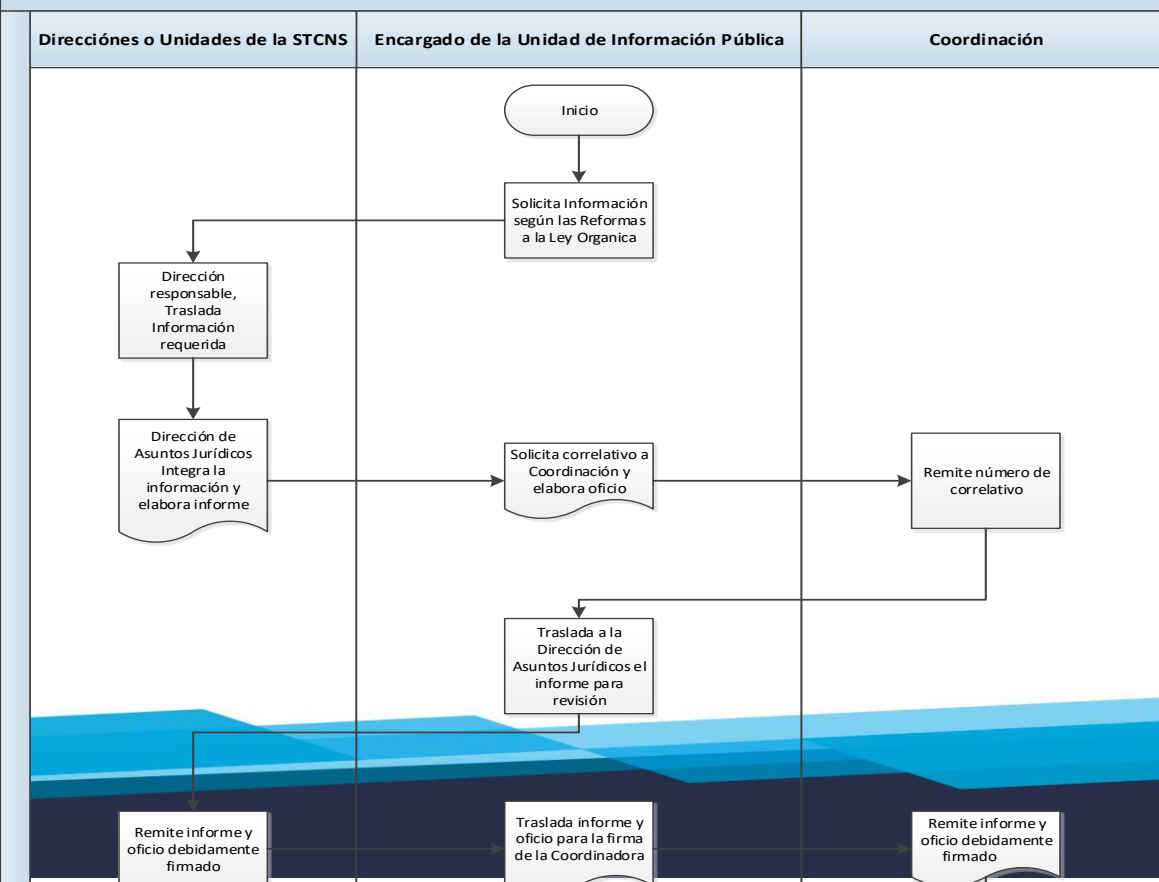 Direcciónes o Unidades de la STCNS
Encargado de la Unidad de Información Pública
Coordinación
Inicio
Solicita Información
según las Reformas
a la Ley Organica
Dirección
responsable,
Traslada
Información
requerida
Dirección de
Asuntos Jurídicos
Integra la
información y
elabora informe
Solicita correlativo a
Coordinación y
elabora oficio
Remite número de
correlativo
Traslada a la
Dirección de
Asuntos Jurídicos el
informe para
revisión
Remite informe y
oficio debidamente
firmado
Traslada informe y
oficio para la firma
de la Coordinadora
Remite informe y
oficio debidamente
firmado